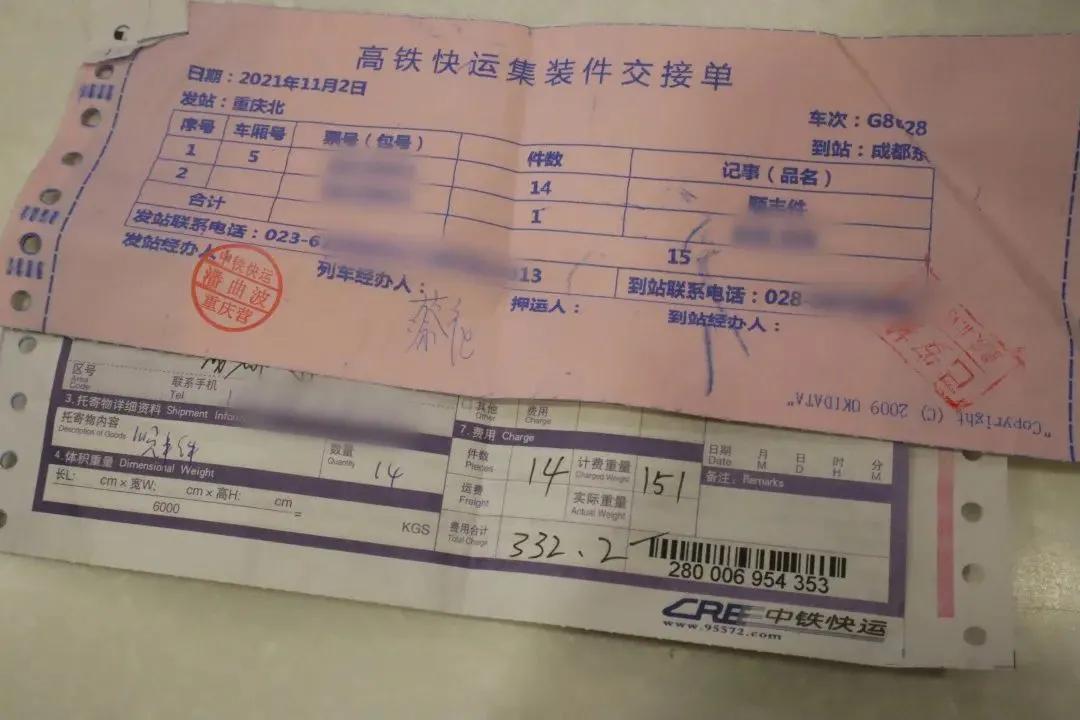 高铁快运集装件交接单
日期：2021年11月2日
车次：G8
发站：重庆北
到站：成都东
序号 车厢号 票号（包号） 件数 记事（品名）
1 5 14
2 1
合计 15
发站联系电话：023-6 13 到站联系电话：028-
发站经办人 列车经办人： 押运人： 到站经办人：
中铁快运
潘曲波
重庆营
"Copyright (C) 2009 OKIDATA"
区号
Area
Code
联系手机
Tel
3.托寄物详细资料 Shipment Infor
托寄物内容
Description of Goods
数量
Quantity
14
4.体积重量 Dimensional Weight
长L: cm × 宽W: cm × 高H: cm
6000 = KGS
其他
Other
费用
Charge
7.费用 Charge
件数
Pieces
14
计费重量
Charged Weight
151
运费
Freight
实际重量
Actual Weight
费用合计
Total Charge
332.2
日期 月 日 时 分
Date M D H M
备注：Remarks
280 006 954 353
CRE 中铁快运
www.95572.com